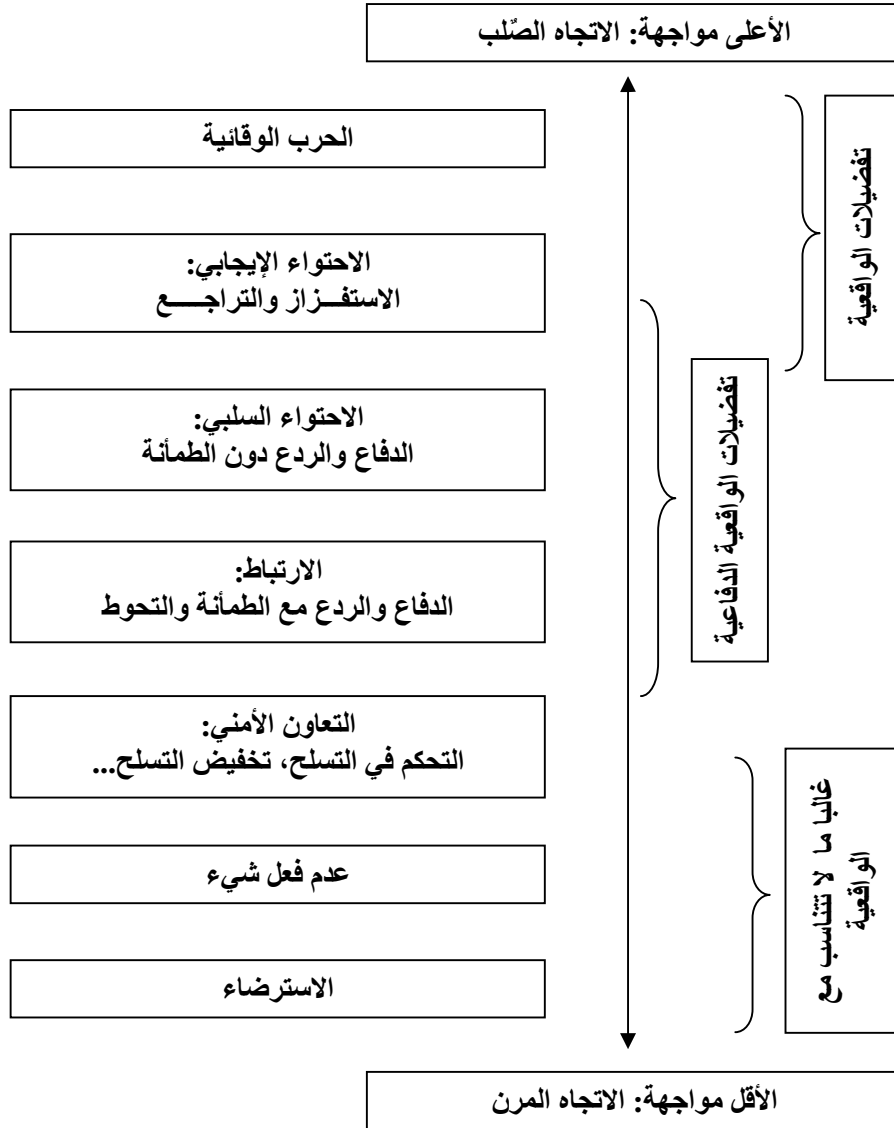 الأعلى مواجهة: الاتجاه الصّلب
تفضيلات الواقعية
الحرب الوقائية
الاحتواء الإيجابي:
الاستفــزاز والتراجــــع
تفضيلات الواقعية الدفاعية
الاحتواء السلبي:
الدفاع والردع دون الطمأنة
الارتباط:
الدفاع والردع مع الطمأنة والتحوط
التعاون الأمني:
التحكم في التسلح، تخفيض التسلح...
غالبا ما لا تتناسب مع
الواقعية
عدم فعل شيء
الاسترضاء
الأقل مواجهة: الاتجاه المرن